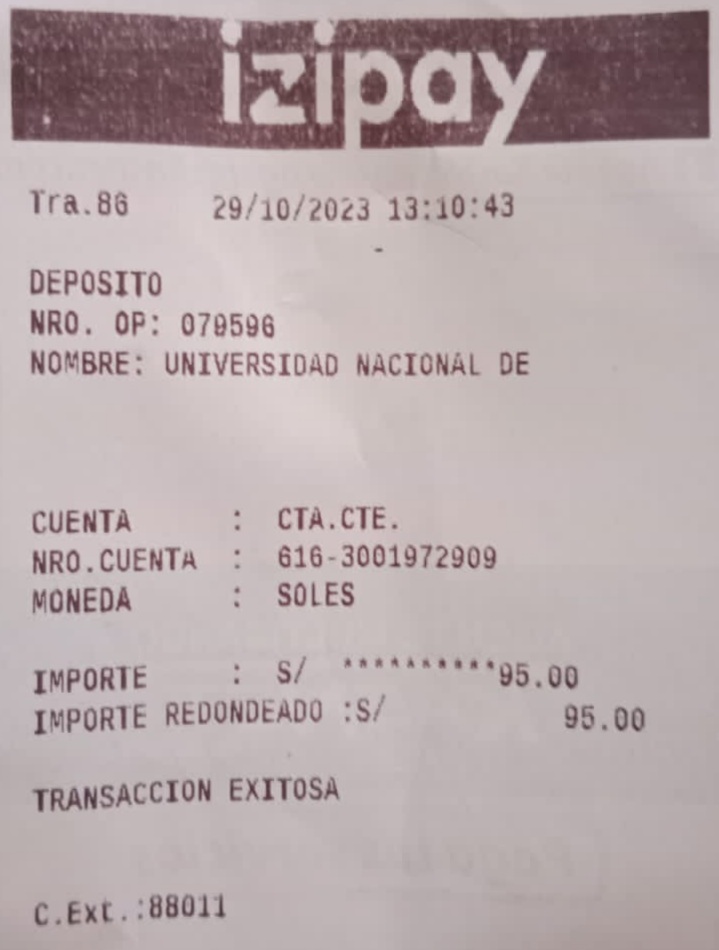 izipay
Tra.86 29/10/2023 13:10:43
-
DEPOSITO
NRO. OP: 079596
NOMBRE: UNIVERSIDAD NACIONAL DE
CUENTA : CTA.CTE.
NRO.CUENTA : 616-3001972909
MONEDA : SOLES
IMPORTE : S/ **********95.00
IMPORTE REDONDEADO :S/ 95.00
TRANSACCION EXITOSA
C.Ext.:88011